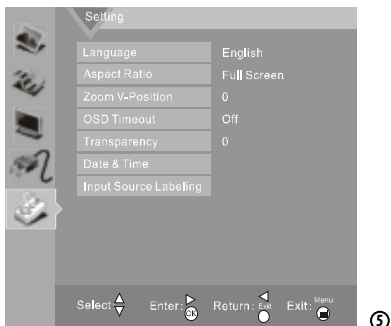 Setting
Language English
Aspect Ratio Full Screen
Zoom V-Position 0
OSD Timeout Off
Transparency 0
Date & Time
Input Source Labeling
Select Enter: OK Return: Exit Exit: Menu
⑤